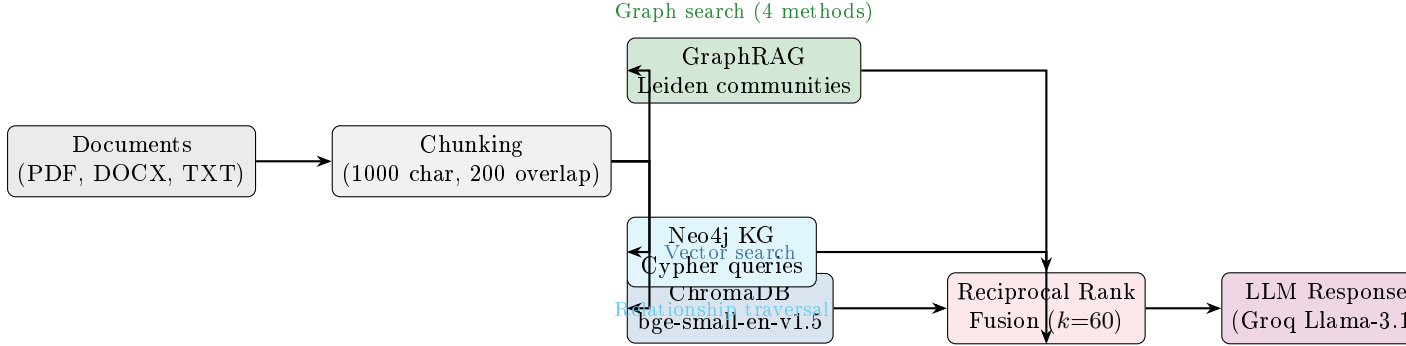 Graph search (4 methods)
GraphRAG
Leiden communities
Documents
(PDF, DOCX, TXT)
Chunking
(1000 char, 200 overlap)
Neo4j KG
Vector search
Cypher queries
ChromaDB
Relationship traversal
bge-small-en-v1.5
Reciprocal Rank
Fusion (k=60)
LLM Response
(Groq Llama-3.1